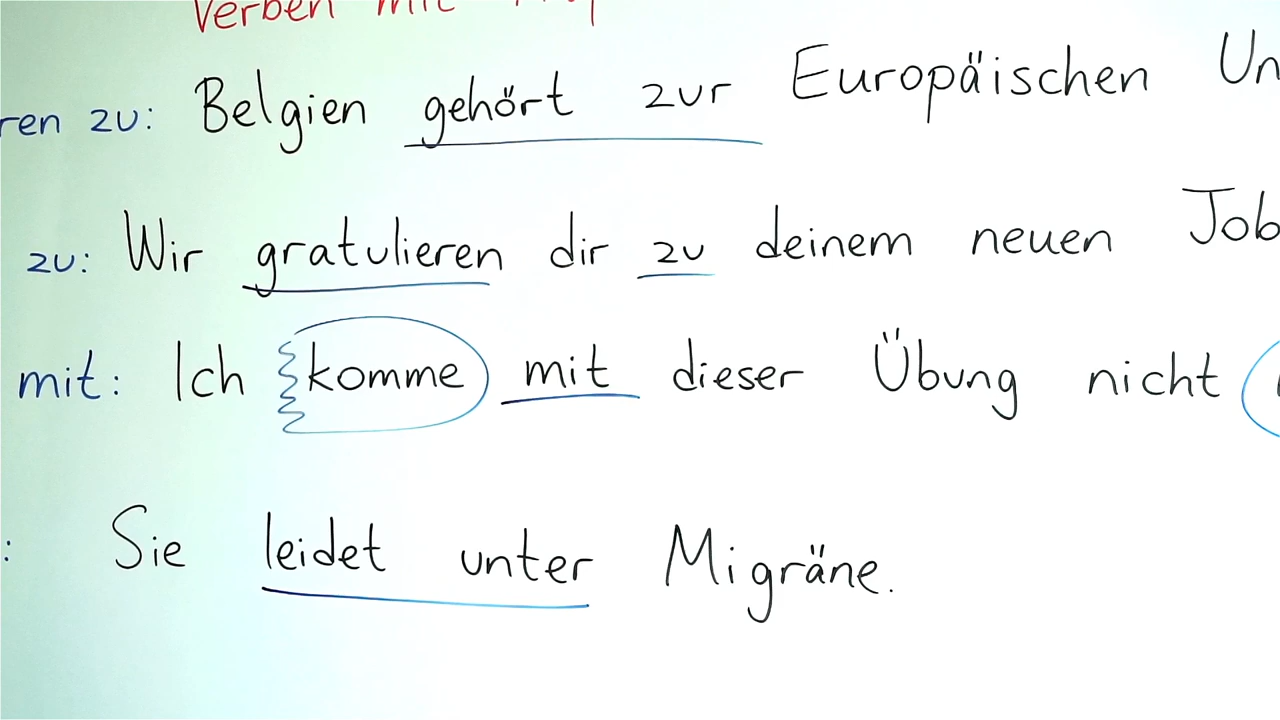 Verben mit
ren zu: Belgien gehört zur Europäischen Un
zu: Wir gratulieren dir zu deinem neuen Job
mit: Ich komme mit dieser Übung nicht
: Sie leidet unter Migräne.